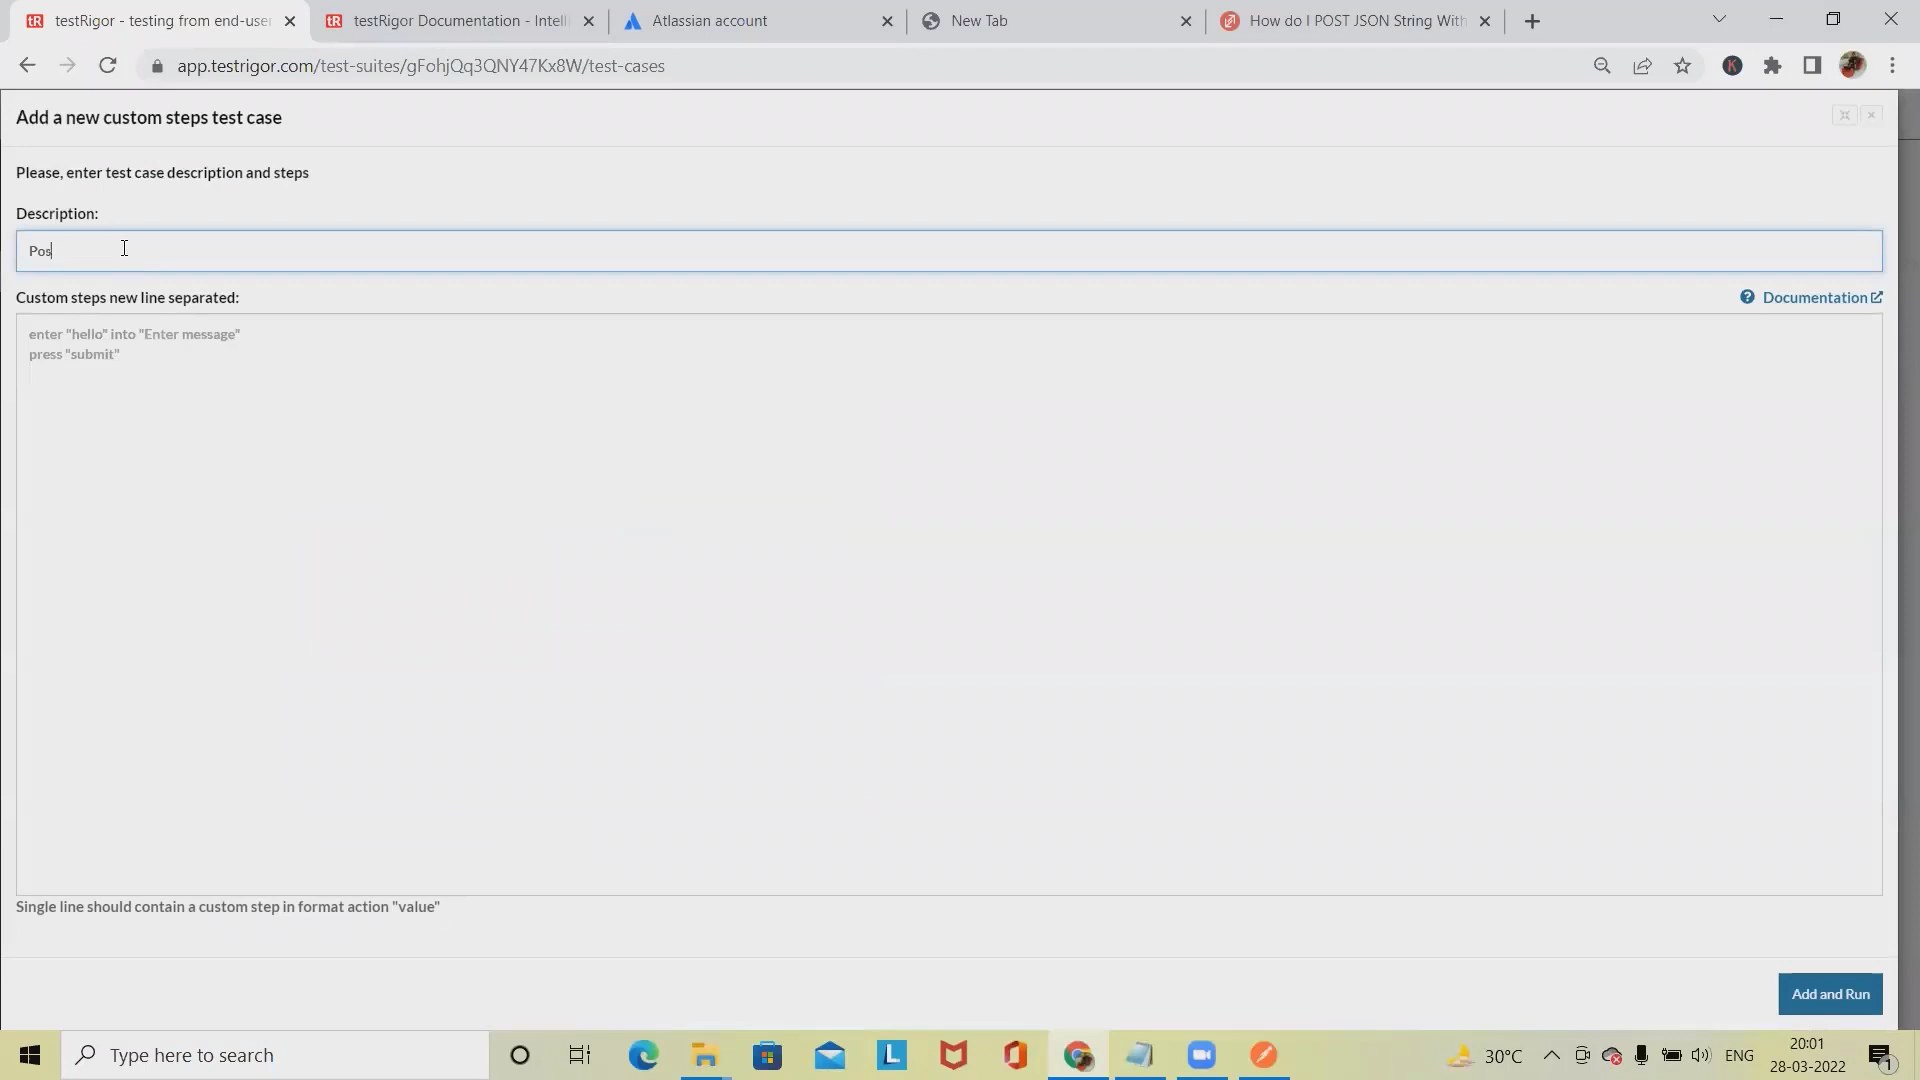 testRigor - testing from end-user
testRigor Documentation - Intelli
Atlassian account
New Tab
How do I POST JSON String With
app.testrigor.com/test-suites/gFohjQq3QNY47Kx8W/test-cases
Add a new custom steps test case
Please, enter test case description and steps
Description:
Pos
Custom steps new line separated:
Documentation
enter "hello" into "Enter message"
press "submit"
Single line should contain a custom step in format action "value"
Add and Run
Type here to search
30°C
ENG
20:01
28-03-2022
1